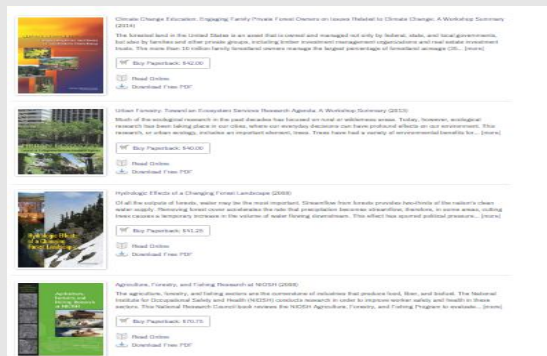 Climate Change Education: Engaging Family Private Forest Owners on Issues Related to Climate Change: A Workshop Summary
(2014)
The forested land in the United States is an asset that is owned and managed not only by federal, state, and local governments,
but also by families and other private groups, including timber investment management organizations and real estate investment
trusts. The more than 10 million family forestland owners manage the largest percentage of forestland acreage (35... [more]
Buy Paperback: $42.00
Read Online
Download Free PDF
Urban Forestry: Toward an Ecosystem Services Research Agenda: A Workshop Summary (2013)
Much of the ecological research in the past decades has focused on rural or wilderness areas. Today, however, ecological
research has been taking place in our cities, where our everyday decisions can have profound effects on our environment. This
research, or urban ecology, includes an important element, trees. Trees have had a variety of environmental benefits for... [more]
Buy Paperback: $40.00
Read Online
Download Free PDF
Hydrologic Effects of a Changing Forest Landscape (2008)
Of all the outputs of forests, water may be the most important. Streamflow from forests provides two-thirds of the nation's clean
water supply. Removing forest cover accelerates the rate that precipitation becomes streamflow; therefore, in some areas, cutting
trees causes a temporary increase in the volume of water flowing downstream. This effect has spurred political pressure... [more]
Hydrologic Effects
of a Changing
Forest Landscape
Buy Paperback: $41.25
Read Online
Download Free PDF
Agriculture, Forestry, and Fishing Research at NIOSH (2008)
The agriculture, forestry, and fishing sectors are the cornerstones of industries that produce food, fiber, and biofuel. The National
Institute for Occupational Safety and Health (NIOSH) conducts research in order to improve worker safety and health in these
sectors. This National Research Council book reviews the NIOSH Agriculture, Forestry, and Fishing Program to evaluate... [more]
Agriculture,
Forestry, and
Fishing Research
at NIOSH
Buy Paperback: $70.75
Read Online
Download Free PDF